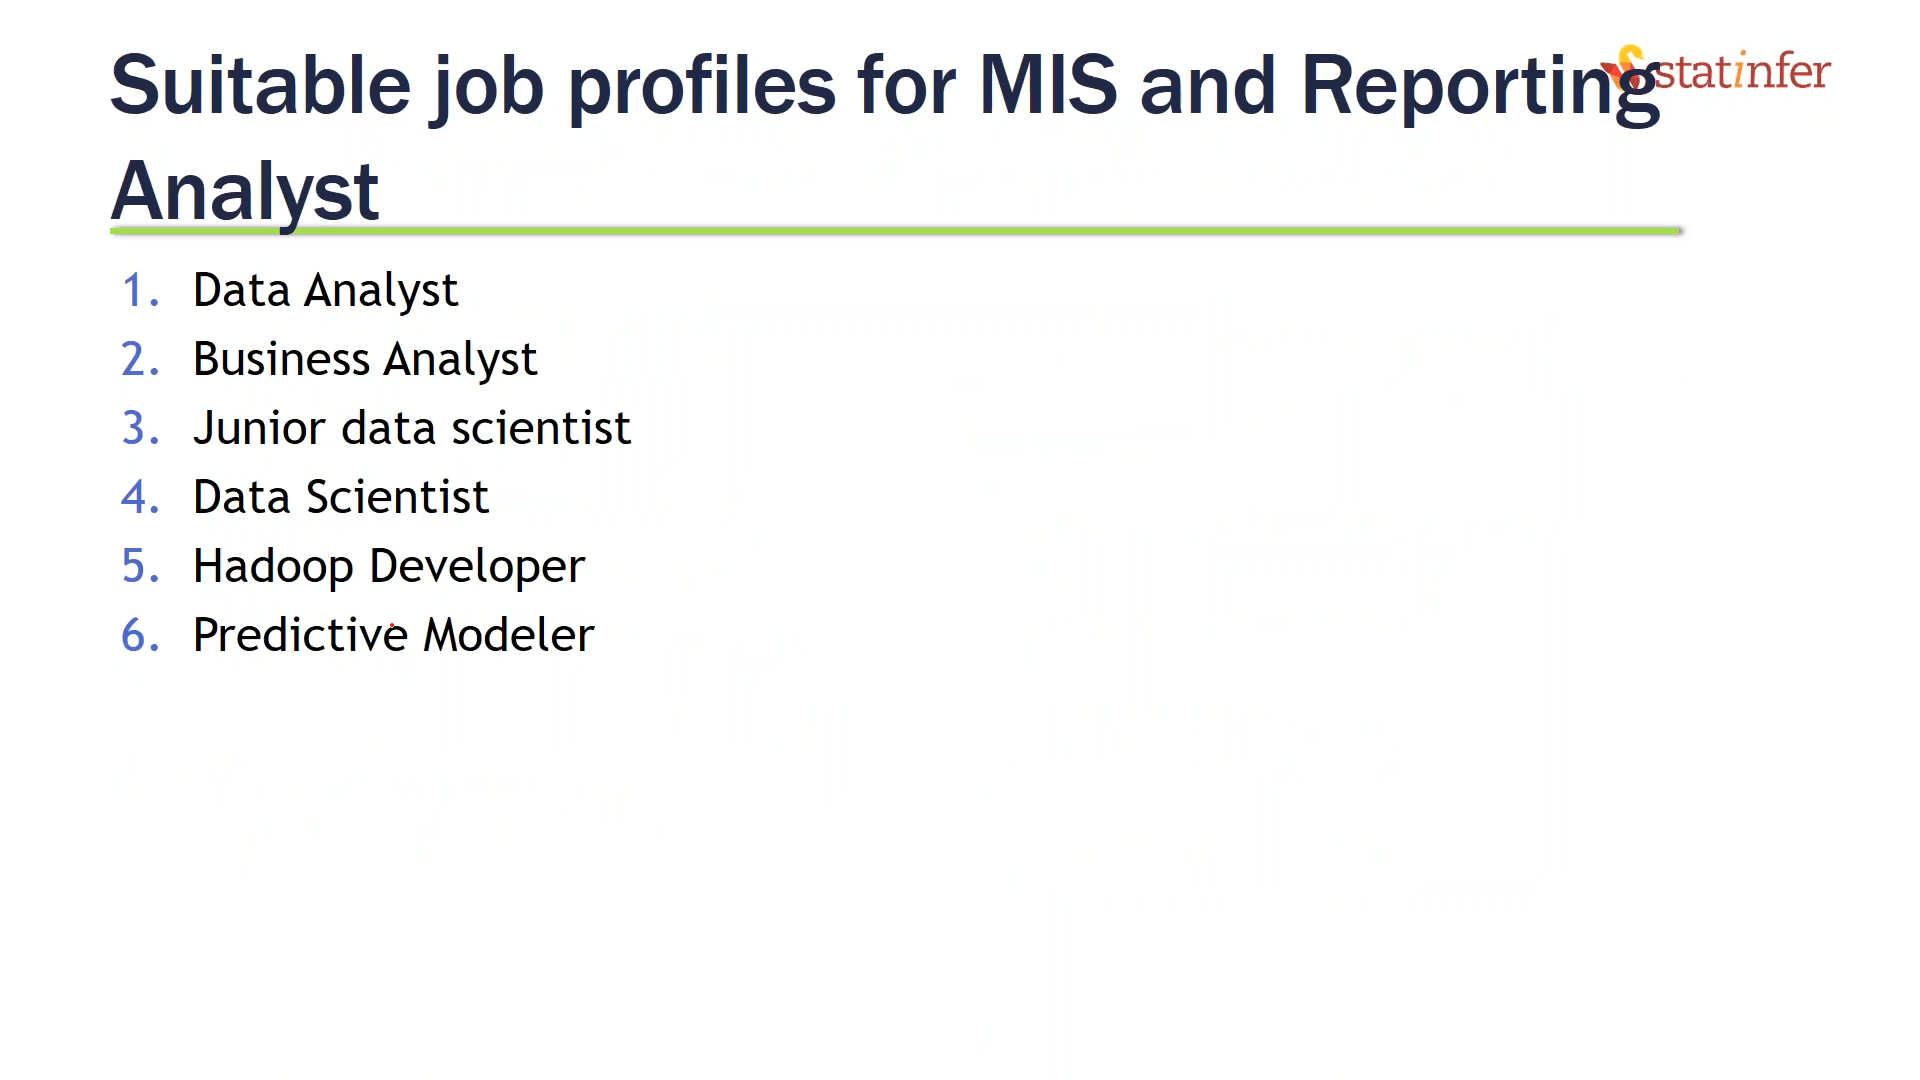 Suitable job profiles for MIS and Reporting
Analyst
statinfer
1. Data Analyst
2. Business Analyst
3. Junior data scientist
4. Data Scientist
5. Hadoop Developer
6. Predictive Modeler